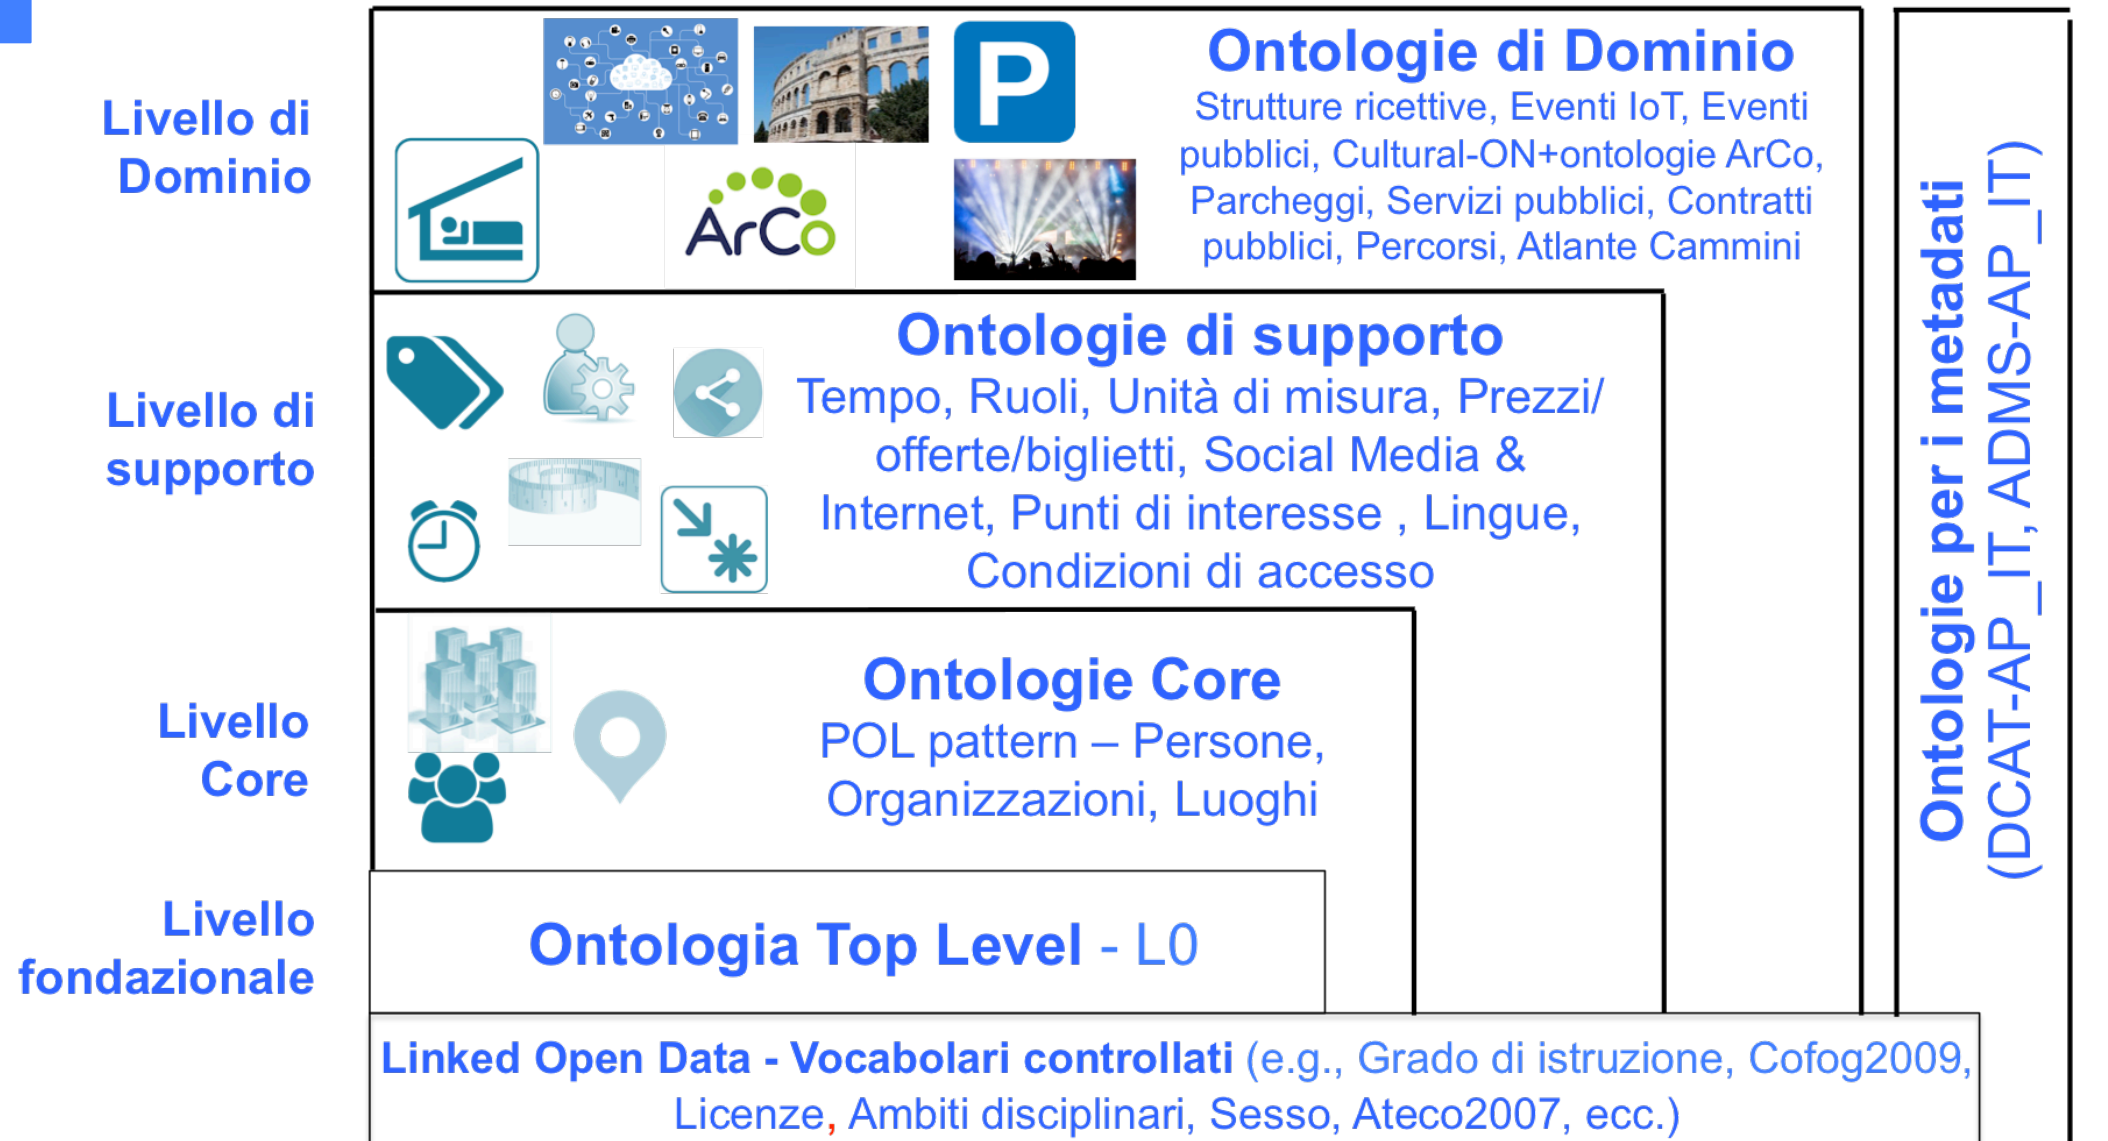 Livello di
Dominio
P
ArCo
Ontologie di Dominio
Strutture ricettive, Eventi IoT, Eventi
pubblici, Cultural-ON+ontologie ArCo,
Parcheggi, Servizi pubblici, Contratti
pubblici, Percorsi, Atlante Cammini
Livello di
supporto
Ontologie di supporto
Tempo, Ruoli, Unità di misura, Prezzi/
offerte/biglietti, Social Media &
Internet, Punti di interesse , Lingue,
Condizioni di accesso
Livello
Core
Ontologie Core
POL pattern – Persone,
Organizzazioni, Luoghi
Livello
fondazionale
Ontologia Top Level - L0
Linked Open Data - Vocabolari controllati (e.g., Grado di istruzione, Cofog2009,
Licenze, Ambiti disciplinari, Sesso, Ateco2007, ecc.)
Ontologie per i metadati
(DCAT-AP_IT, ADMS-AP_IT)